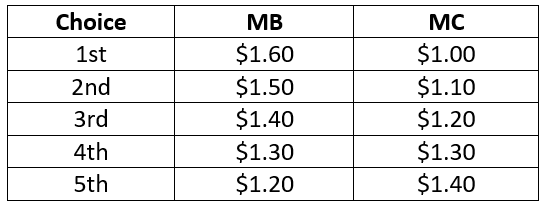 Choice MB MC
1st $1.60 $1.00
2nd $1.50 $1.10
3rd $1.40 $1.20
4th $1.30 $1.30
5th $1.20 $1.40